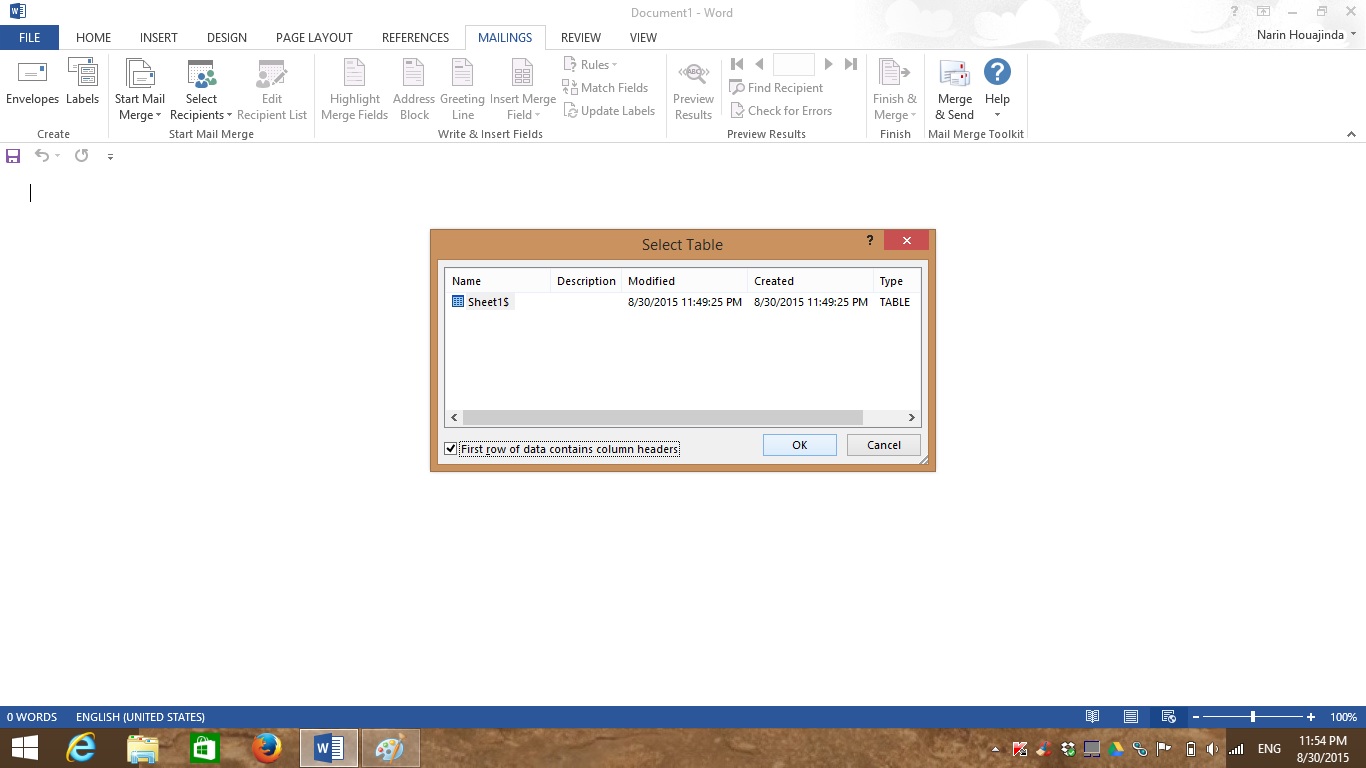 Document1 - Word
FILE HOME INSERT DESIGN PAGE LAYOUT REFERENCES MAILINGS REVIEW VIEW Narin Houajinda
Envelopes Labels Start Mail Merge Select Recipients Edit Recipient List Highlight Merge Fields Address Block Greeting Line Insert Merge Field Rules Match Fields Update Labels Preview Results Find Recipient Check for Errors Finish & Merge Merge & Send Help
Create Start Mail Merge Write & Insert Fields Preview Results Finish Mail Merge Toolkit
Select Table
Name Description Modified Created Type
Sheet1$ 8/30/2015 11:49:25 PM 8/30/2015 11:49:25 PM TABLE
First row of data contains column headers OK Cancel
0 WORDS ENGLISH (UNITED STATES) 100%
ENG 11:54 PM
8/30/2015